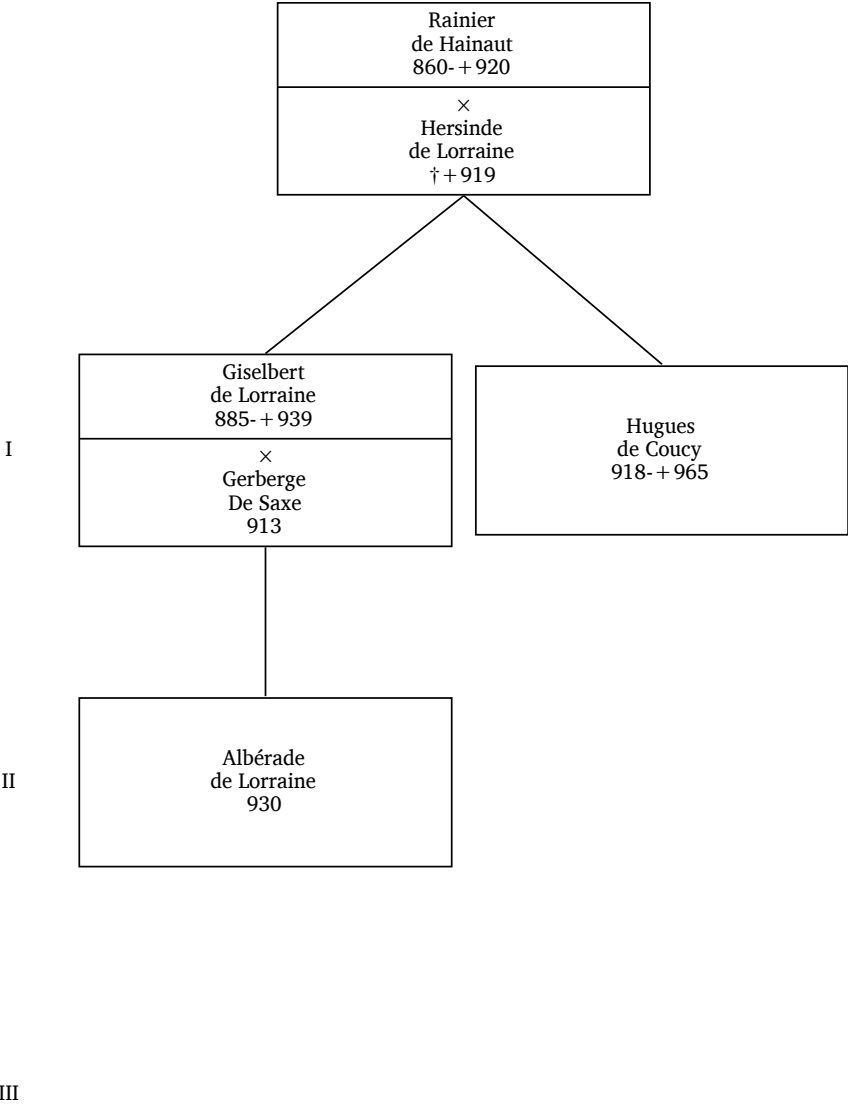 Rainier
de Hainaut
860-+920
×
Hersinde
de Lorraine
†+919
Giselbert
de Lorraine
885-+939
×
Gerberge
De Saxe
913
Hugues
de Coucy
918-+965
I
Albérade
de Lorraine
930
II
III